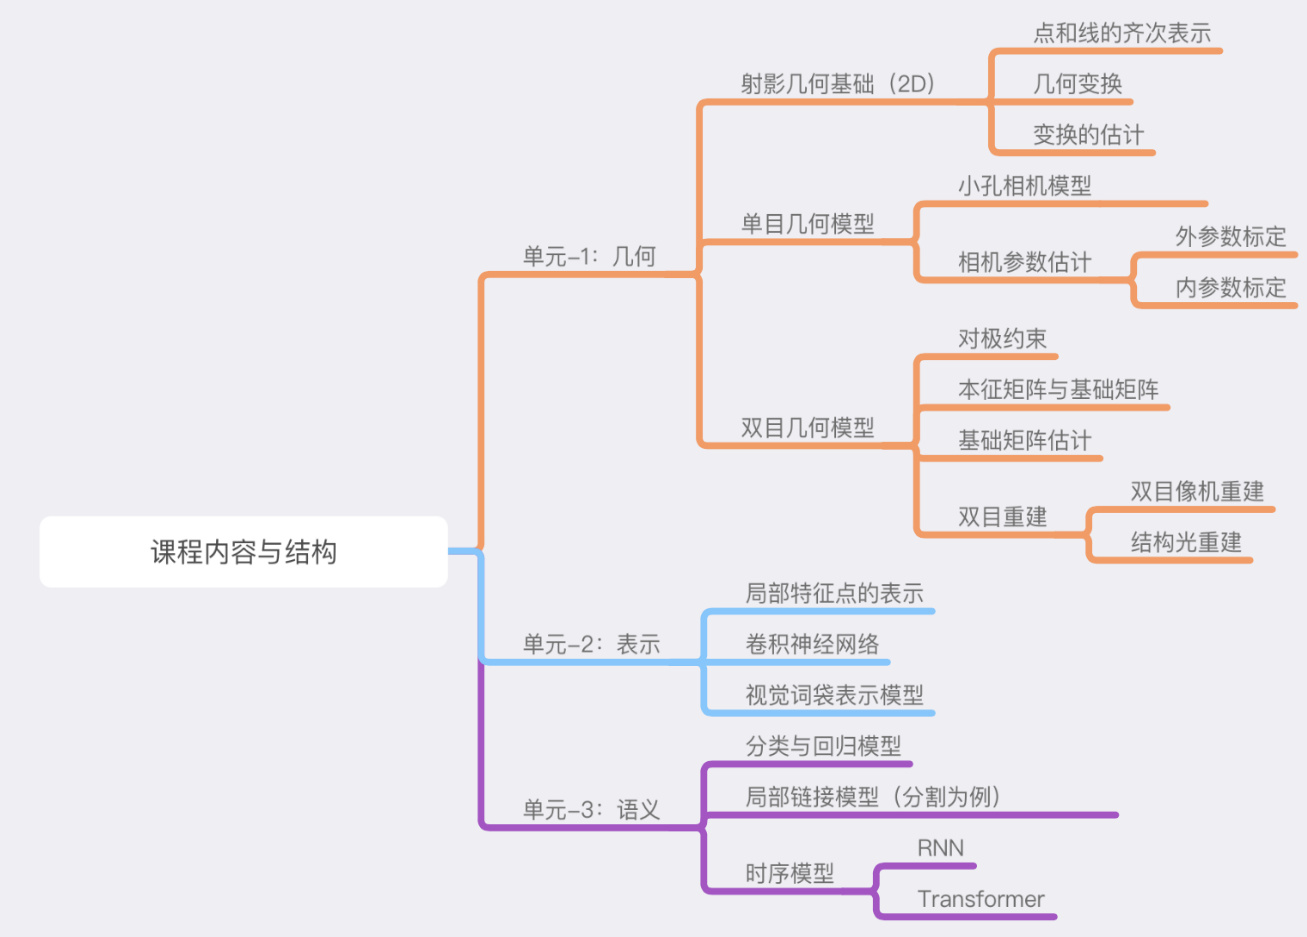 课程内容与结构
单元-1：几何
射影几何基础（2D）
点和线的齐次表示
几何变换
变换的估计
单目几何模型
小孔相机模型
相机参数估计
外参数标定
内参数标定
双目几何模型
对极约束
本征矩阵与基础矩阵
基础矩阵估计
双目重建
双目像机重建
结构光重建
单元-2：表示
局部特征点的表示
卷积神经网络
视觉词袋表示模型
单元-3：语义
分类与回归模型
局部链接模型（分割为例）
时序模型
RNN
Transformer